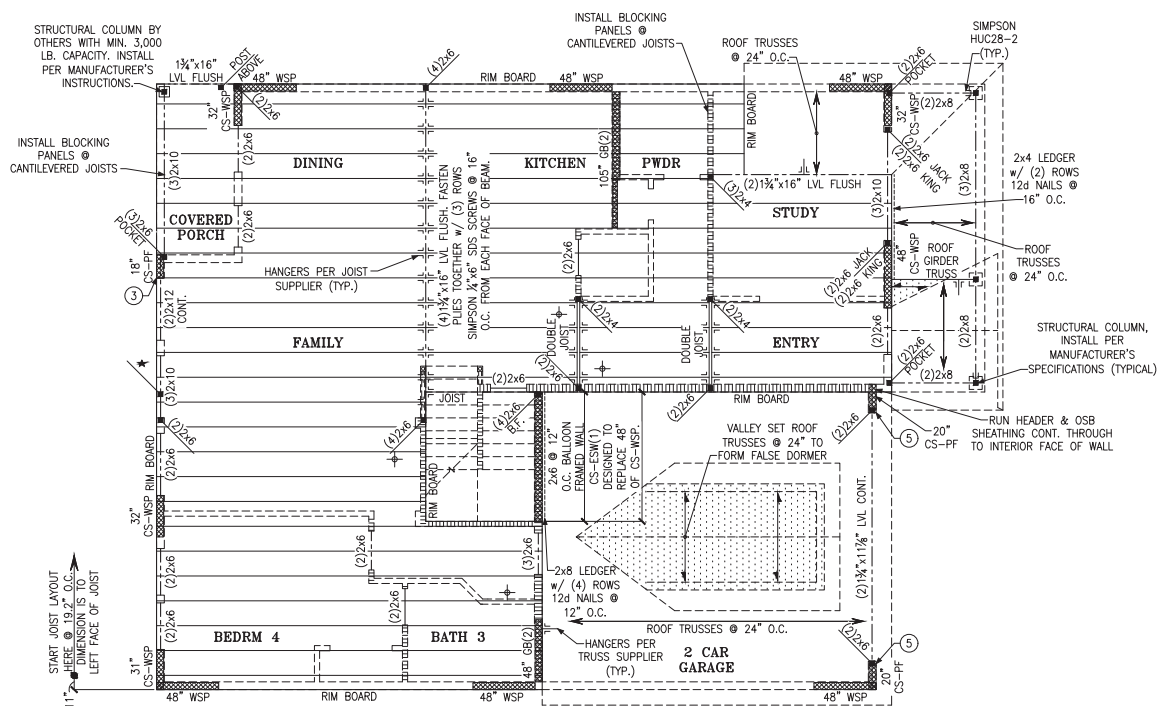 STRUCTURAL COLUMN BY
OTHERS WITH MIN. 3,000
LB. CAPACITY. INSTALL
PER MANUFACTURER'S
INSTRUCTIONS.
1¾"x16"
LVL FLUSH
POST
ABOVE
48" WSP
(4)2x6
RIM BOARD
48" WSP
INSTALL BLOCKING
PANELS @
CANTILEVERED JOISTS
ROOF TRUSSES
@ 24" O.C.
48" WSP
(2)2x6
POCKET
SIMPSON
HUC28-2
(TYP.)
32"
CS-WSP
(2)2x6
RIM BOARD
32"
CS-WSP
(2)2x8
INSTALL BLOCKING
PANELS @
CANTILEVERED JOISTS
(3)2x10
(2)2x6
DINING
KITCHEN
105" GB(2)
PWDR
(2)2x6 JACK
(2)2x6 KING
2x4 LEDGER
w/ (2) ROWS
12d NAILS @
16" O.C.
(2)1¾"x16" LVL FLUSH
(3)2x4
(3)2x10
(3)2x8
COVERED
PORCH
(2)2x6
STUDY
(3)2x6
POCKET
18"
CS-PF
(4)1¾"x16" LVL FLUSH. FASTEN
PLIES TOGETHER w/ (3) ROWS
SIMPSON ¼"x6" SDS SCREWS @ 16"
O.C. FROM EACH FACE OF BEAM.
(2)2x6
48"
CS-WSP
ROOF
GIRDER
TRUSS
ROOF
TRUSSES
@ 24" O.C.
HANGERS PER JOIST
SUPPLIER (TYP.)
(2)2x6 JACK
(2)2x6 KING
3
(2)2x12
CONT.
(2)2x4
(2)2x4
FAMILY
DOUBLE
JOIST
DOUBLE
JOIST
ENTRY
(2)2x6
(2)2x8
STRUCTURAL COLUMN,
INSTALL PER
MANUFACTURER'S
SPECIFICATIONS (TYPICAL)
(2)2x6
POCKET
(2)2x8
(3)2x10
(2)2x6
(2)2x6
(2)2x6
RIM BOARD
JOIST
(2)2x6
(4)2x6
(4)2x6
B.F.
2x6 @ 12"
O.C. BALLOON
FRAMED WALL
CS-ESW(1)
DESIGNED TO
REPLACE 48"
OF CS-WSP.
VALLEY SET ROOF
TRUSSES @ 24" TO
FORM FALSE DORMER
(2)2x6
20"
CS-PF
5
RUN HEADER & OSB
SHEATHING CONT. THROUGH
TO INTERIOR FACE OF WALL
RIM BOARD
(2)2x6
RIM BOARD
32"
CS-WSP
(2)1¾"x11⅞" LVL CONT.
(2)2x6
(2)2x6
(3)2x6
2x8 LEDGER
w/ (4) ROWS
12d NAILS @
12" O.C.
START JOIST LAYOUT
HERE @ 19.2" O.C.
DIMENSION IS TO
LEFT FACE OF JOIST
(2)2x6
(2)2x6
BEDRM 4
BATH 3
ROOF TRUSSES @ 24" O.C.
(2)2x6
5
31"
CS-WSP
48" GB(2)
HANGERS PER
TRUSS SUPPLIER
(TYP.)
2 CAR
GARAGE
20"
CS-PF
11"
48" WSP
RIM BOARD
48" WSP
48" WSP